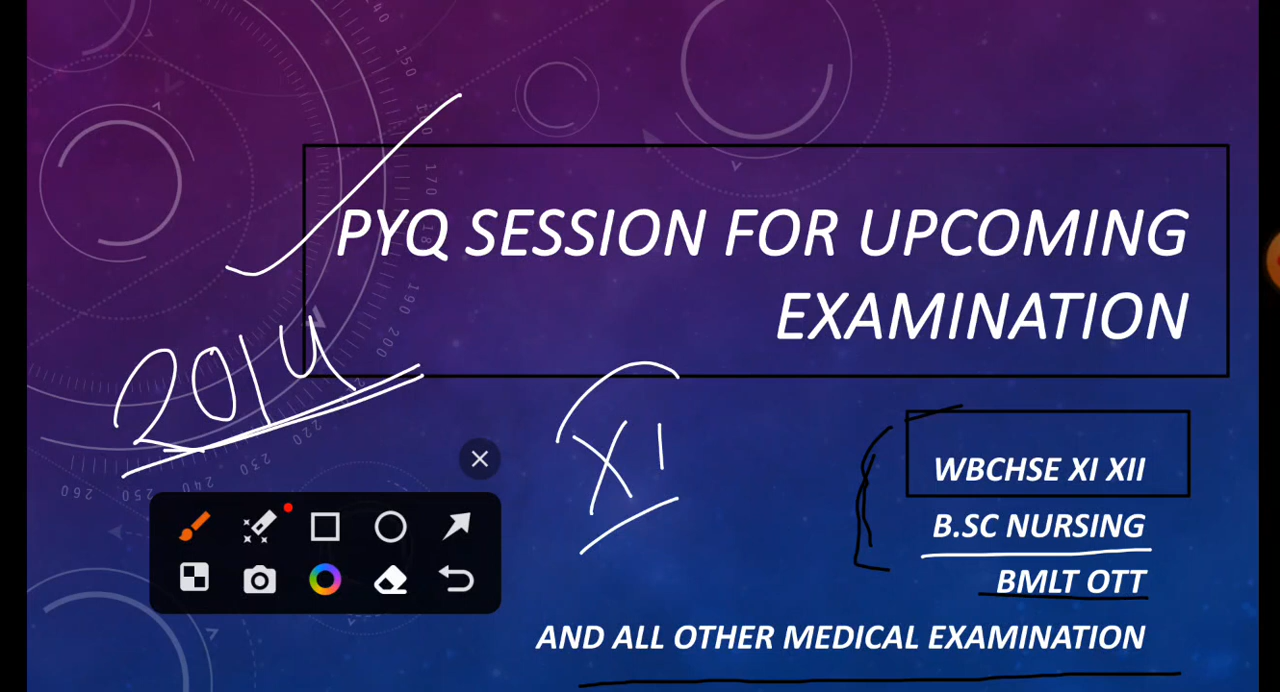 PYQ SESSION FOR UPCOMING
EXAMINATION
2014
XI
WBCHSE XI XII
B.SC NURSING
BMLT OTT
AND ALL OTHER MEDICAL EXAMINATION